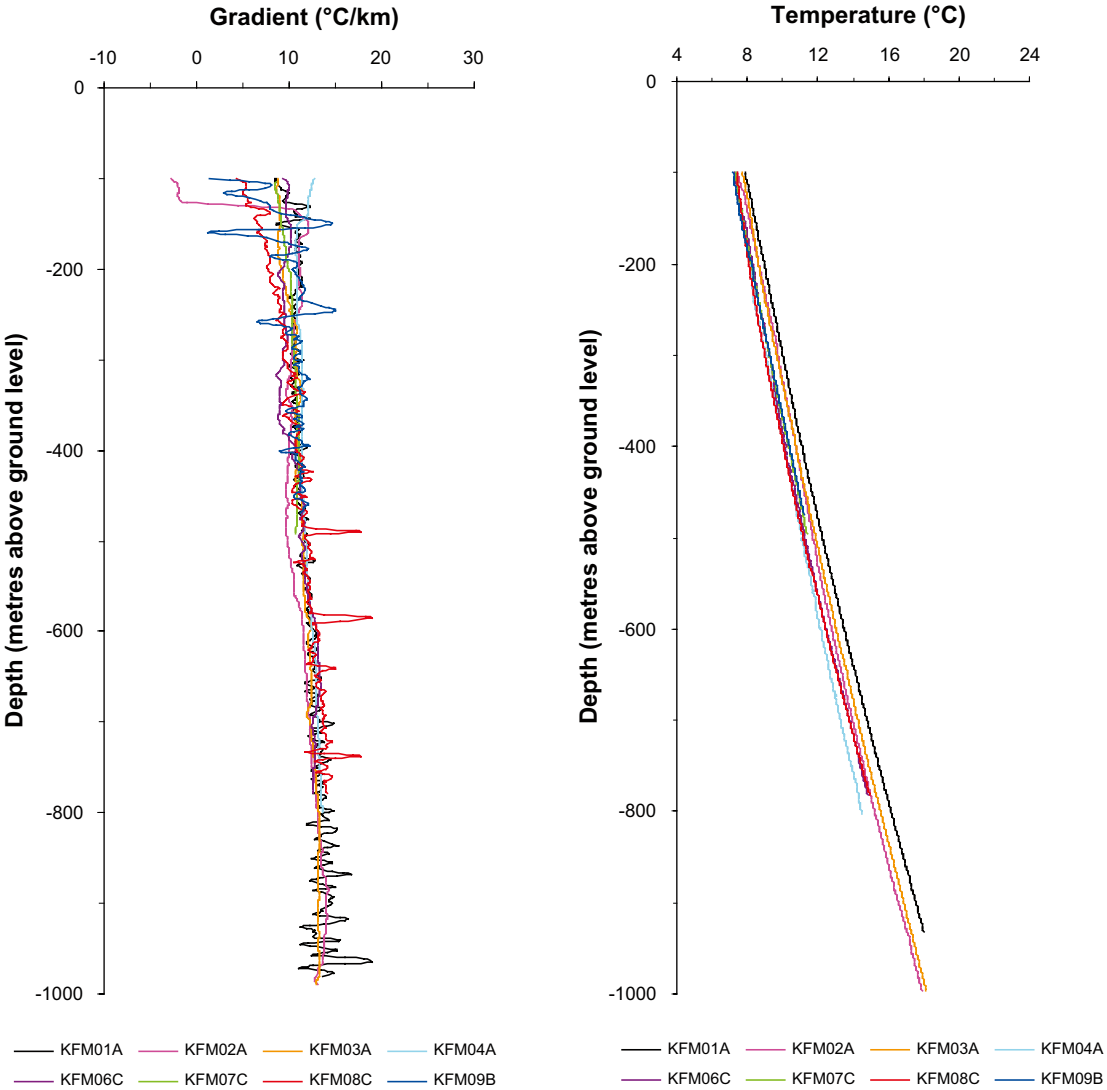 Gradient (°C/km)
-10 0 10 20 30
0
-200
-400
-600
-800
-1000
Depth (metres above ground level)
KFM01A KFM02A KFM03A KFM04A
KFM06C KFM07C KFM08C KFM09B
Temperature (°C)
4 8 12 16 20 24
0
-200
-400
-600
-800
-1000
Depth (metres above ground level)
KFM01A KFM02A KFM03A KFM04A
KFM06C KFM07C KFM08C KFM09B